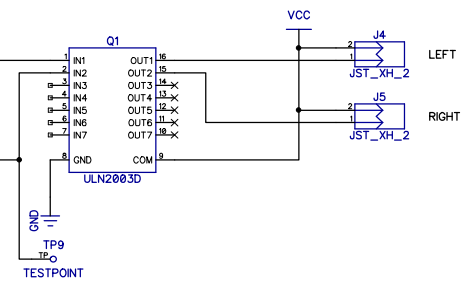 VCC
Q1
J4
LEFT
2
1
JST_XH_2
1 IN1 OUT1 16
2 IN2 OUT2 15
3 IN3 OUT3 14
4 IN4 OUT4 13
5 IN5 OUT5 12
6 IN6 OUT6 11
7 IN7 OUT7 10
8 GND COM 9
ULN2003D
J5
RIGHT
2
1
JST_XH_2
GND
TP9
TP
TESTPOINT